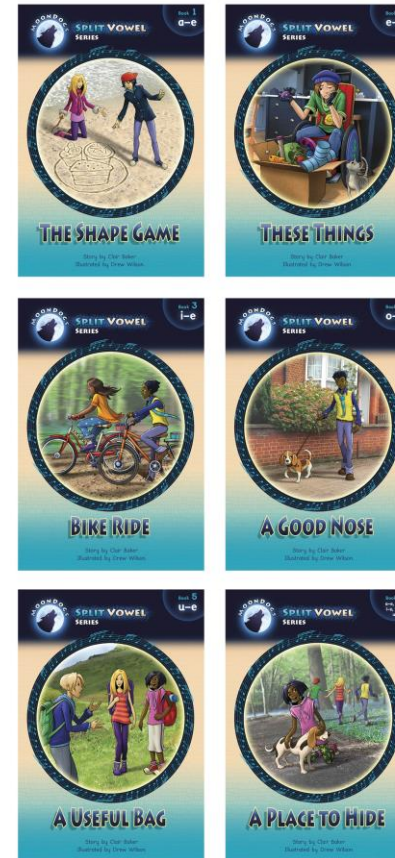 MOONDOGS
SPLIT VOWEL
SERIES
Book 1
a–e
THE SHAPE GAME
Story by Clair Baker
Illustrated by Drew Wilson
MOONDOGS
SPLIT VOWEL
SERIES
THESE THINGS
Story by Clair Baker
Illustrated by Drew Wilson
MOONDOGS
SPLIT VOWEL
SERIES
Book 3
i–e
BIKE RIDE
Story by Clair Baker
Illustrated by Drew Wilson
MOONDOGS
SPLIT VOWEL
SERIES
A GOOD NOSE
Story by Clair Baker
Illustrated by Drew Wilson
MOONDOGS
SPLIT VOWEL
SERIES
Book 5
u–e
A USEFUL BAG
Story by Clair Baker
Illustrated by Drew Wilson
MOONDOGS
SPLIT VOWEL
SERIES
A PLACE TO HIDE
Story by Clair Baker
Illustrated by Drew Wilson